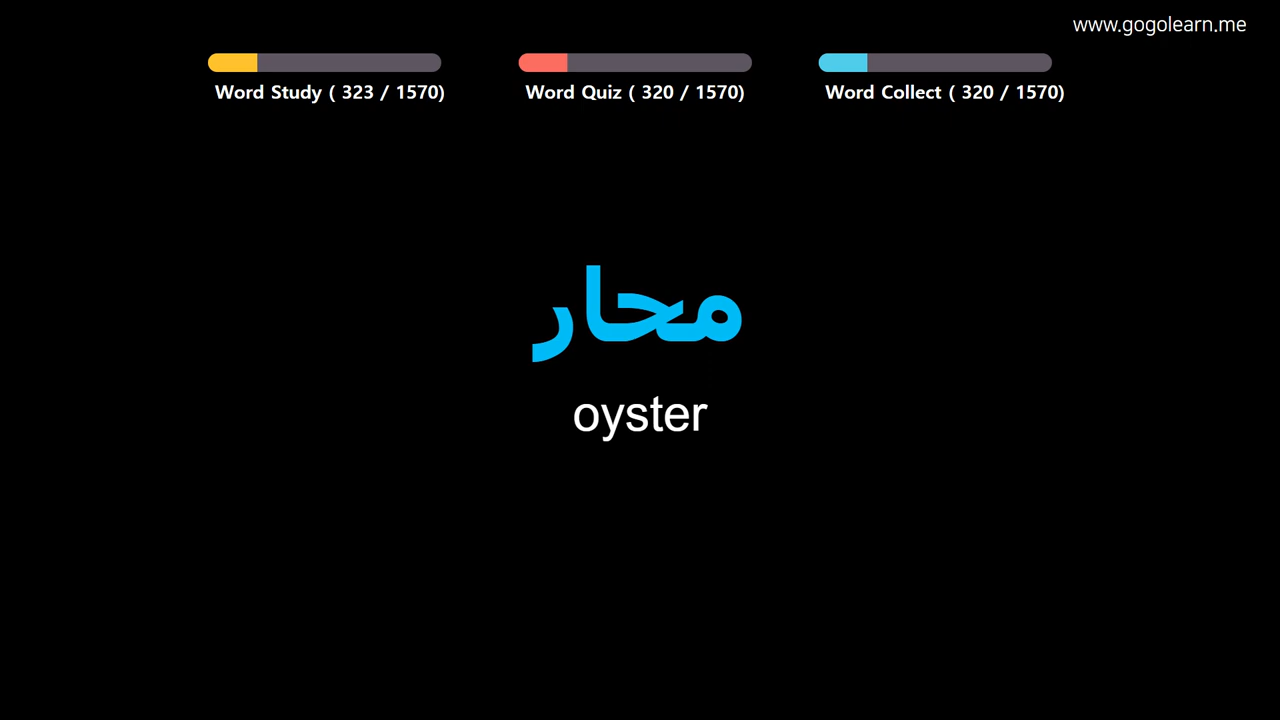 www.gogolearn.me
Word Study ( 323 / 1570)
Word Quiz ( 320 / 1570)
Word Collect ( 320 / 1570)
محار
oyster